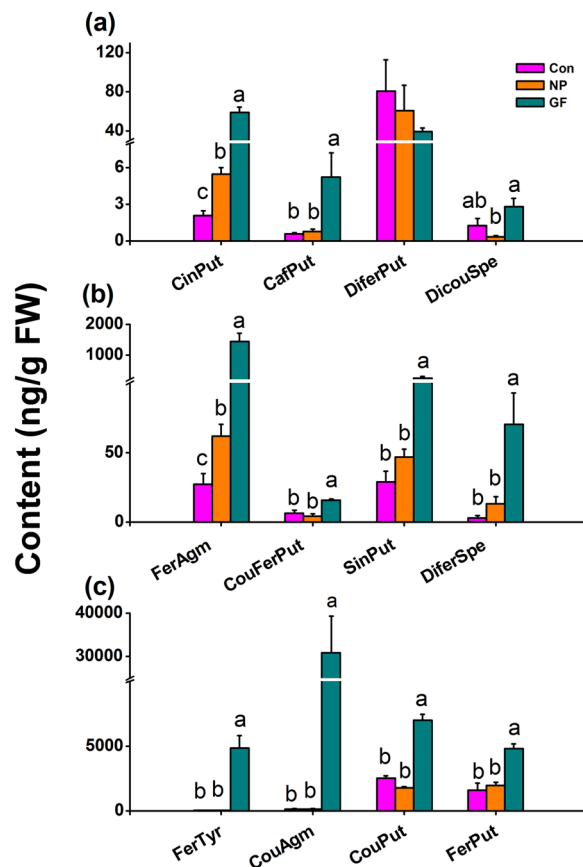 Content (ng/g FW)
(a)
120
80
40
6
3
0
Con
NP
GF
c b a
b b a
ab b a
CinPut CafPut DiferPut DicouSpe
(b)
2000
1000
50
0
c b a
b b a
b b a
b b a
FerAgm CouFerPut SinPut DiferSpe
(c)
40000
30000
5000
0
b b a
b b a
b b a
b b a
FerTyr CouAgm CouPut FerPut